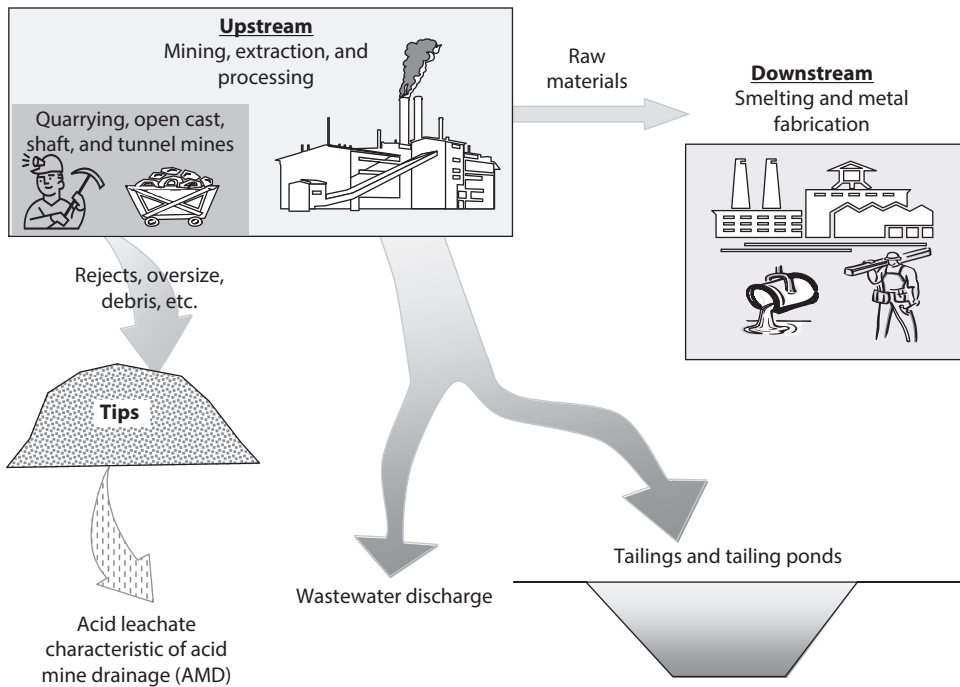 Upstream
Mining, extraction, and
processing
Quarrying, open cast,
shaft, and tunnel mines
Raw
materials
Downstream
Smelting and metal
fabrication
Rejects, oversize,
debris, etc.
Tips
Acid leachate
characteristic of acid
mine drainage (AMD)
Wastewater discharge
Tailings and tailing ponds